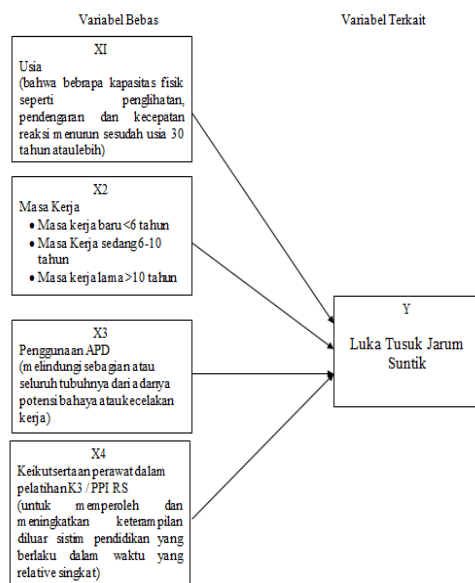 Variabel Bebas
Variabel Terkait
X1
Usia
(bahwa bebrapa kapasitas fisik
seperti penglihatan,
pendengaran dan kecepatan
reaksi menurun sesudah usia 30
tahun atau lebih)
X2
Masa Kerja
• Masa kerja baru <6 tahun
• Masa Kerja sedang 6-10
tahun
• Masa kerja lama >10 tahun
X3
Penggunaan APD
(melindungi sebagian atau
seluruh tubuhnya dari adanya
potensi bahaya atau kecelakan
kerja)
X4
Keikutsertaan perawat dalam
pelatihan K3 / PPI RS
(untuk memperoleh dan
meningkatkan keterampilan
diluar sistim pendidikan yang
berlaku dalam waktu yang
relative singkat)
Y
Luka Tusuk Jarum
Suntik